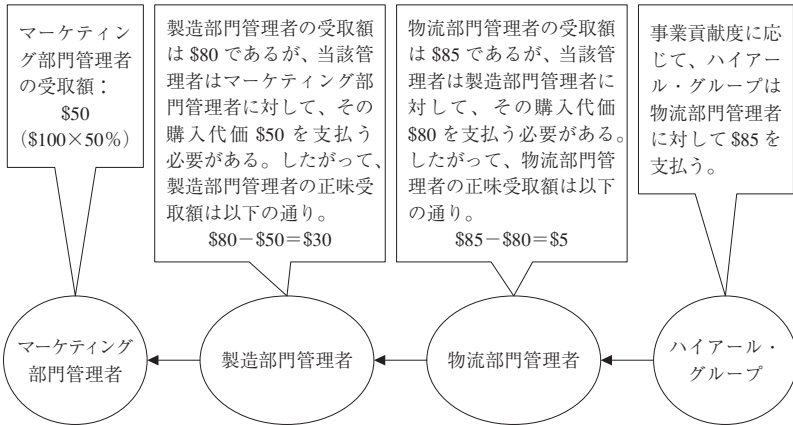 マーケティン
グ部門管理者
の受取額：
$50
（$100×50％）
製造部門管理者の受取額
は $80 であるが、当該管
理者はマーケティング部
門管理者に対して、その
購入代価 $50 を支払う
必要がある。したがって、
製造部門管理者の正味受
取額は以下の通り。
$80－$50＝$30
物流部門管理者の受取額
は $85 であるが、当該管
理者は製造部門管理者に
対して、その購入代価
$80 を支払う必要がある。
したがって、物流部門管
理者の正味受取額は以下
の通り。
$85－$80＝$5
事業貢献度に応
じて、ハイアー
ル・グループは
物流部門管理者
に対して $85 を
支払う。
マーケティング
部門管理者
製造部門管理者
物流部門管理者
ハイアール・
グループ